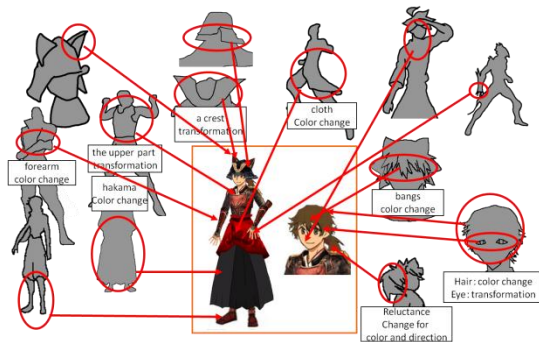 a crest
transformation
cloth
Color change
forearm
color change
the upper part
transformation
hakama
Color change
bangs
color change
Hair : color change
Eye : transformation
Reluctance
Change for
color and direction